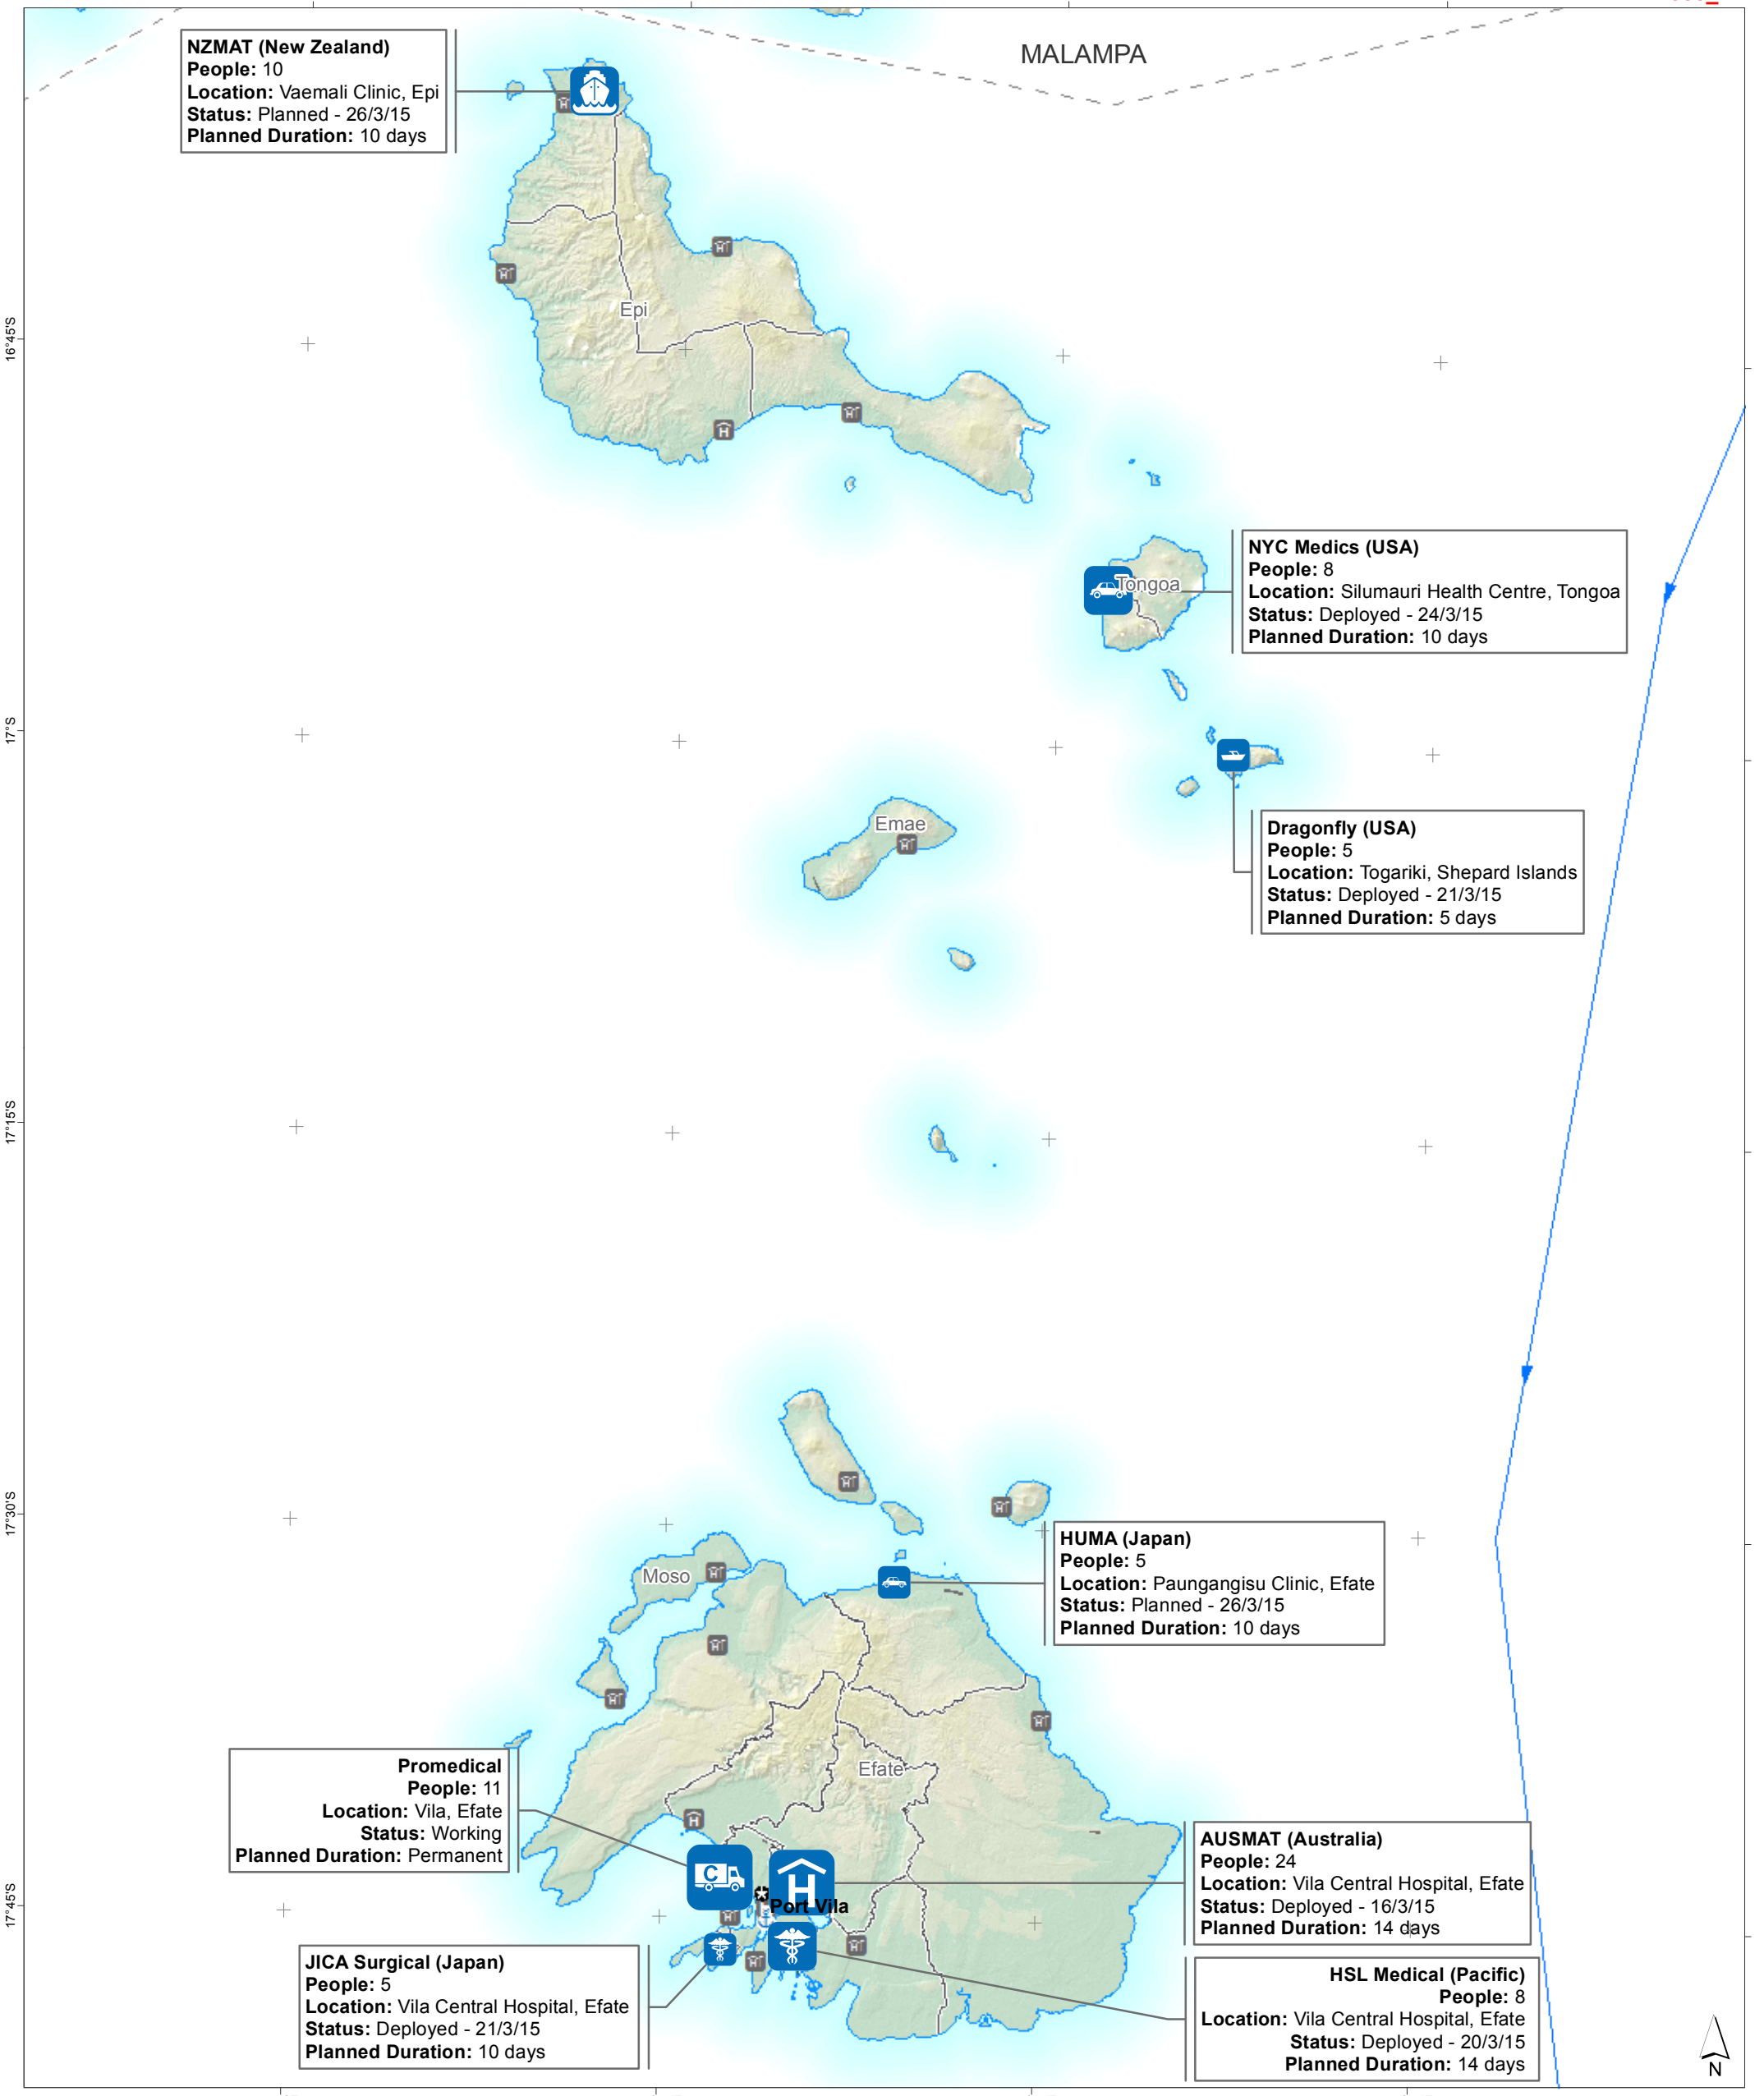 MALAMPA
NZMAT (New Zealand)
People: 10
Location: Vaemali Clinic, Epi
Status: Planned - 26/3/15
Planned Duration: 10 days
Epi
16°45'S
NYC Medics (USA)
People: 8
Location: Silumauri Health Centre, Tongoa
Status: Deployed - 24/3/15
Planned Duration: 10 days
Tongoa
17°S
Dragonfly (USA)
People: 5
Location: Togariki, Shepard Islands
Status: Deployed - 21/3/15
Planned Duration: 5 days
Emae
17°15'S
17°30'S
HUMA (Japan)
People: 5
Location: Paungangisu Clinic, Efate
Status: Planned - 26/3/15
Planned Duration: 10 days
Moso
Efate
Promedical
People: 11
Location: Vila, Efate
Status: Working
Planned Duration: Permanent
C
H
Port Vila
AUSMAT (Australia)
People: 24
Location: Vila Central Hospital, Efate
Status: Deployed - 16/3/15
Planned Duration: 14 days
17°45'S
JICA Surgical (Japan)
People: 5
Location: Vila Central Hospital, Efate
Status: Deployed - 21/3/15
Planned Duration: 10 days
HSL Medical (Pacific)
People: 8
Location: Vila Central Hospital, Efate
Status: Deployed - 20/3/15
Planned Duration: 14 days
N